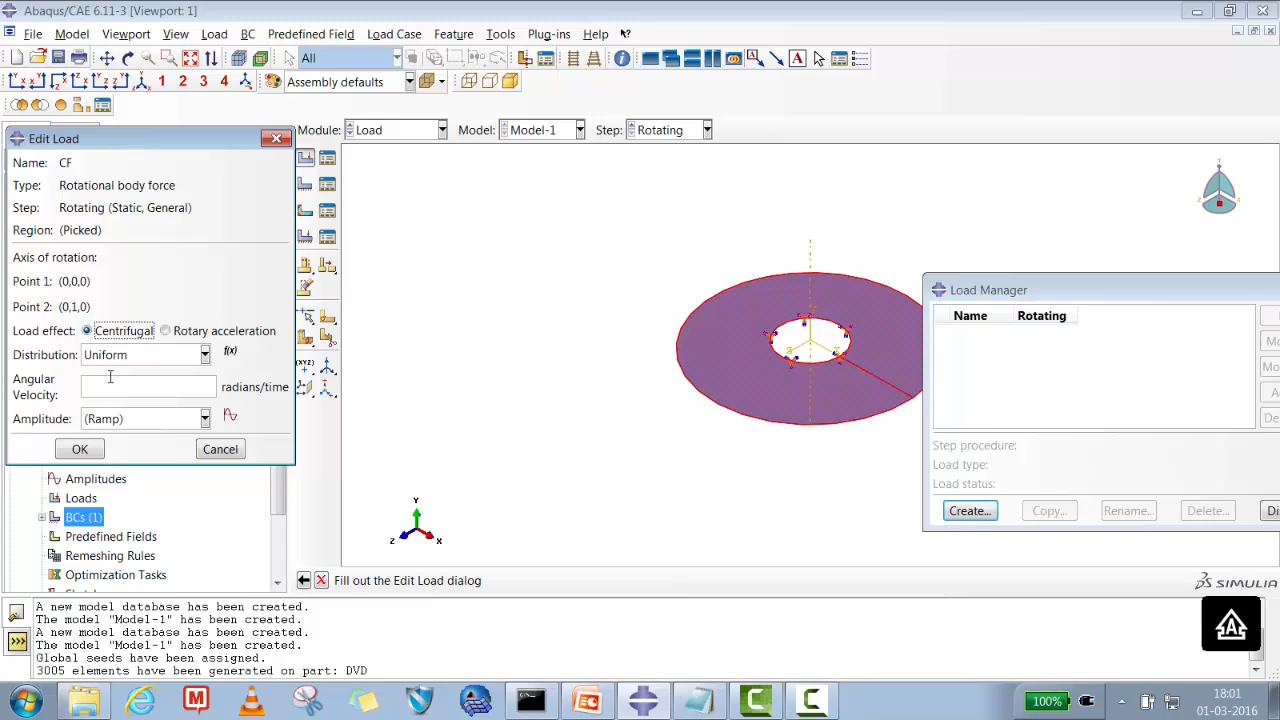 Abaqus/CAE 6.11-3 [Viewport: 1]
File Model Viewport View Load BC Predefined Field Load Case Feature Tools Plug-ins Help
All
1 2 3 4 Assembly defaults
Module: Load Model: Model-1 Step: Rotating
Edit Load
Name: CF
Type: Rotational body force
Step: Rotating (Static, General)
Region: (Picked)
Axis of rotation:
Point 1: (0,0,0)
Point 2: (0,1,0)
Load effect: Centrifugal Rotary acceleration
Distribution: Uniform f(x)
Angular
Velocity: radians/time
Amplitude: (Ramp)
OK Cancel
Amplitudes
Loads
BCs (1)
Predefined Fields
Remeshing Rules
Optimization Tasks
(XYZ)
Y
Z X
Load Manager
Name Rotating
Step procedure:
Load type:
Load status:
Create... Copy... Rename... Delete... Di
Fill out the Edit Load dialog
SIMULIA
A new model database has been created.
The model "Model-1" has been created.
A new model database has been created.
The model "Model-1" has been created.
Global seeds have been assigned.
3005 elements have been generated on part: DVD
100%
18:01
01-03-2016